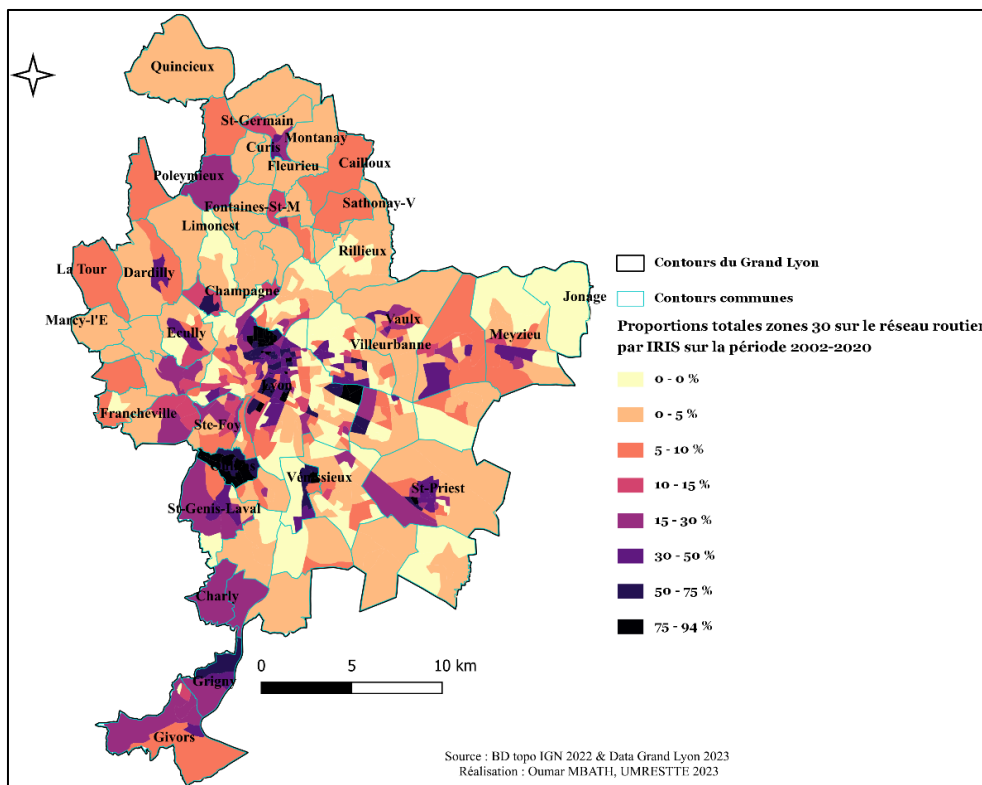 Quincieux
St-Germain
Montanay
Curis
Fleurieu
Cailloux
Poleymieux
Fontaines-St-M
Sathonay-V
Limonest
Rillieux
La Tour
Dardilly
Contours du Grand Lyon
Champagne
Jonage
Contours communes
Marcy-l'E
Vaulx
Ecully
Villeurbanne
Meyzieu
Proportions totales zones 30 sur le réseau routier
par IRIS sur la période 2002-2020
0 - 0 %
Lyon
0 - 5 %
Francheville
Ste-Foy
5 - 10 %
10 - 15 %
Vénissieux
St-Priest
St-Genis-Laval
15 - 30 %
30 - 50 %
50 - 75 %
Charly
75 - 94 %
0 5 10 km
Grigny
Givors
Source : BD topo IGN 2022 & Data Grand Lyon 2023
Réalisation : Oumar MBATH, UMRESTTE 2023